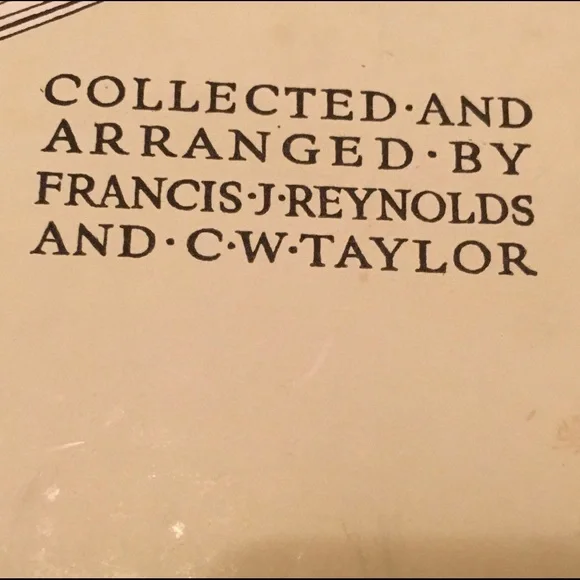 COLLECTED·AND
ARRANGED·BY
FRANCIS·J·REYNOLDS
AND·C·W·TAYLOR